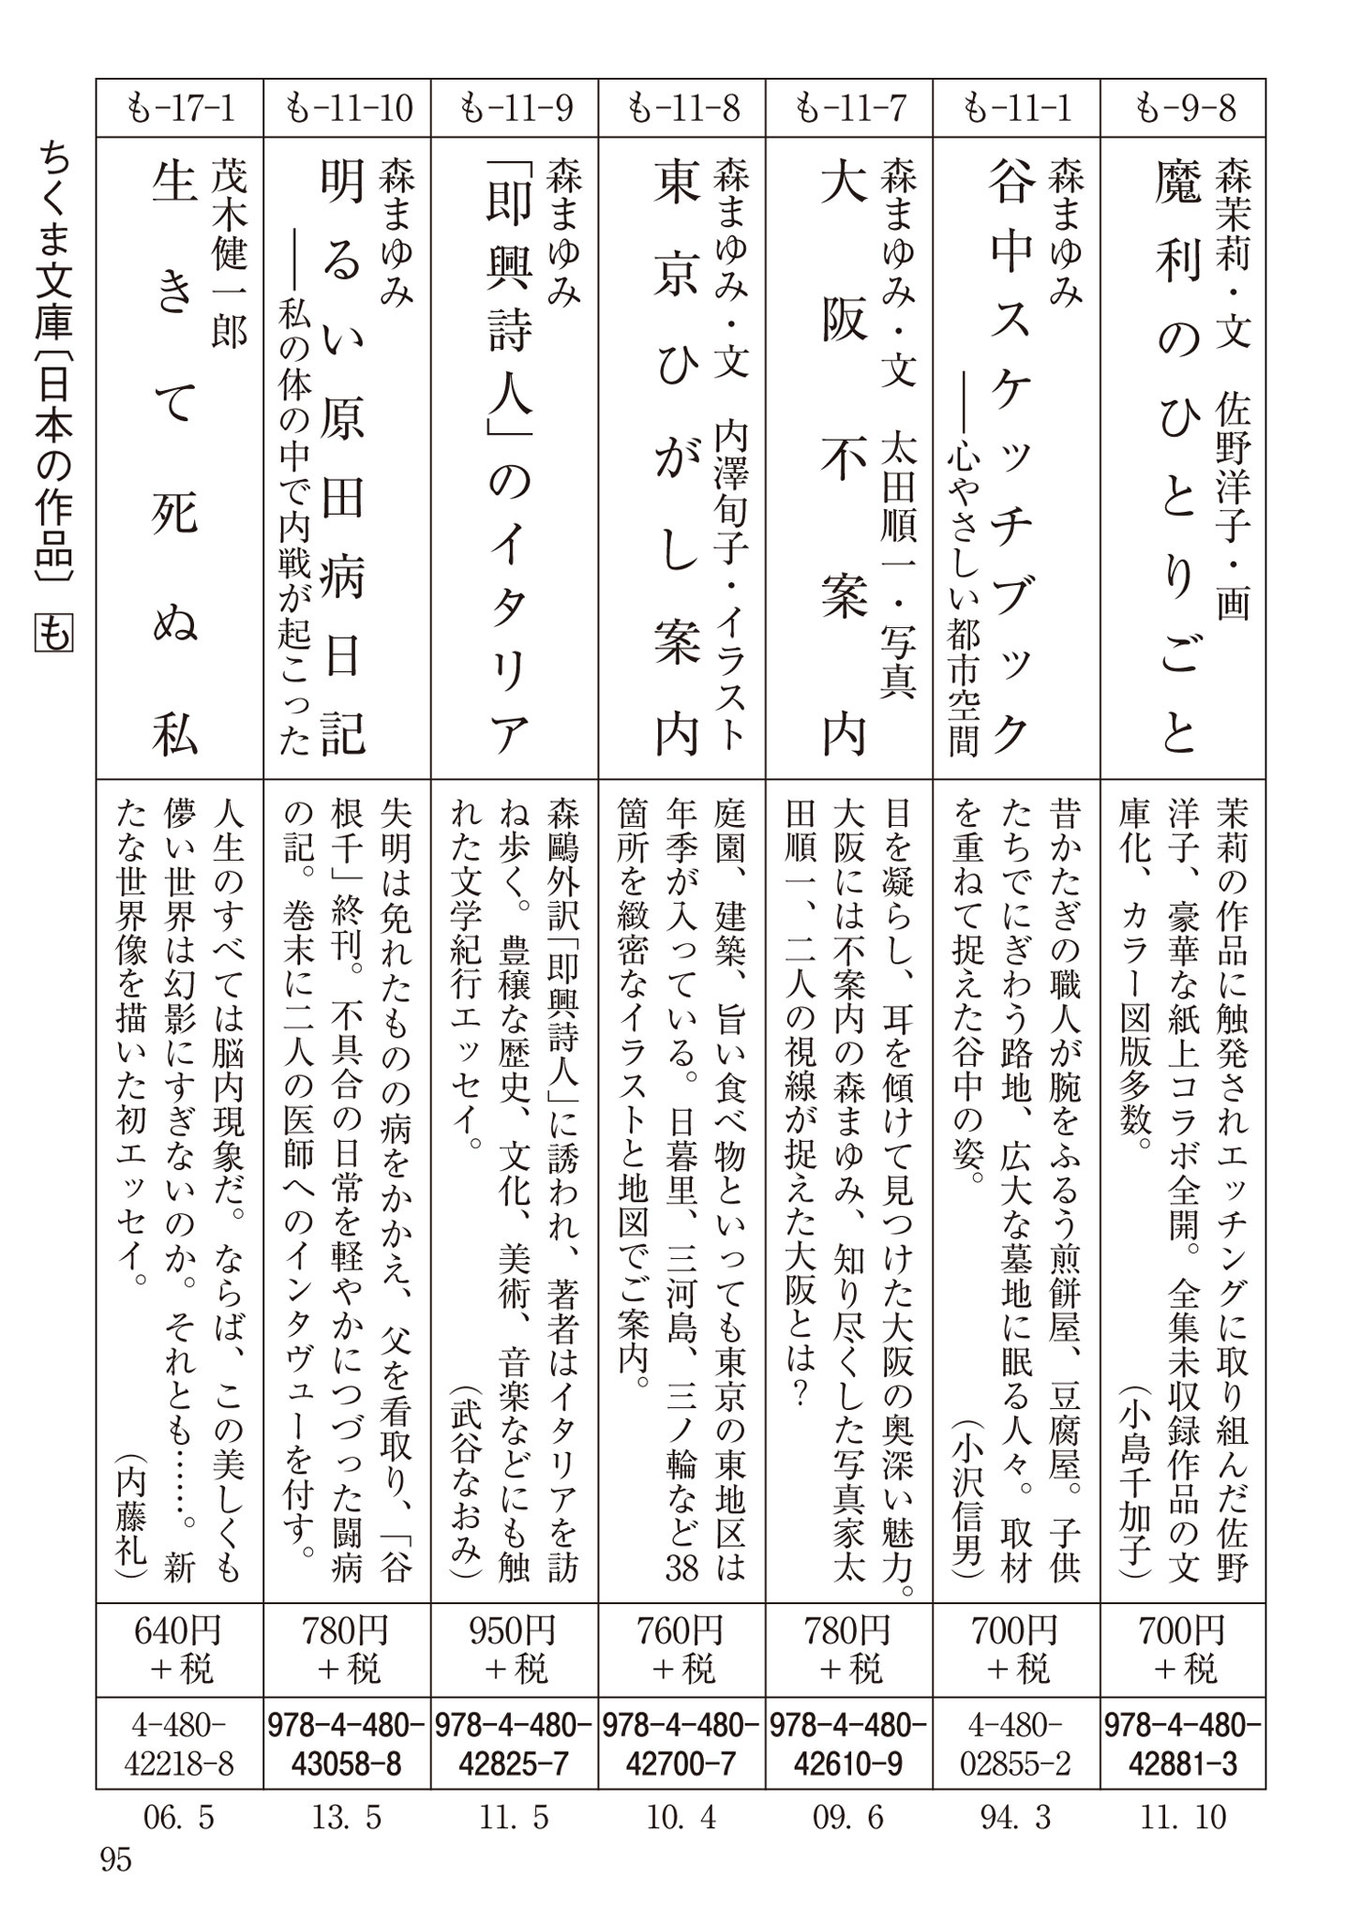 も-9-8
森茉莉・文　佐野洋子・画
魔利のひとりごと
茉莉の作品に触発されエッチングに取り組んだ佐野
洋子、豪華な紙上コラボ全開。全集未収録作品の文
庫化、カラー図版多数。
（小島千加子）
700円
＋税
978-4-480-
42881-3
11. 10
も-11-1
森まゆみ
谷中スケッチブック
――心やさしい都市空間
昔かたぎの職人が腕をふるう煎餅屋、豆腐屋。子供
たちでにぎわう路地、広大な墓地に眠る人々。取材
を重ねて捉えた谷中の姿。
（小沢信男）
700円
＋税
4-480-
02855-2
94. 3
も-11-7
森まゆみ・文　太田順一・写真
大阪不案内
目を凝らし、耳を傾けて見つけた大阪の奥深い魅力。
大阪には不案内の森まゆみ、知り尽くした写真家太
田順一、二人の視線が捉えた大阪とは？
780円
＋税
978-4-480-
42610-9
09. 6
も-11-8
森まゆみ・文　内澤旬子・イラスト
東京ひがし案内
庭園、建築、旨い食べ物といっても東京の東地区は
年季が入っている。日暮里、三河島、三ノ輪など38
箇所を緻密なイラストと地図でご案内。
760円
＋税
978-4-480-
42700-7
10. 4
も-11-9
森まゆみ
「即興詩人」のイタリア
森鷗外訳「即興詩人」に誘われ、著者はイタリアを訪
ね歩く。豊穣な歴史、文化、美術、音楽などにも触
れた文学紀行エッセイ。
（武谷なおみ）
950円
＋税
978-4-480-
42825-7
11. 5
も-11-10
森まゆみ
明るい原田病日記
――私の体の中で内戦が起こった
失明は免れたものの病をかかえ、父を看取り、「谷
根千」終刊。不具合の日常を軽やかにつづった闘病
の記。巻末に二人の医師へのインタヴューを付す。
780円
＋税
978-4-480-
43058-8
13. 5
も-17-1
茂木健一郎
生きて死ぬ私
人生のすべては脳内現象だ。ならば、この美しくも
儚い世界は幻影にすぎないのか。それとも……。新
たな世界像を描いた初エッセイ。
（内藤礼）
640円
＋税
4-480-
42218-8
06. 5
ちくま文庫〔日本の作品〕 も
95